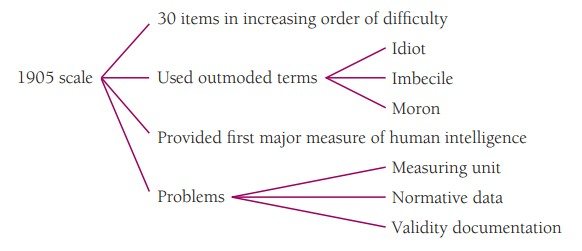 30 items in increasing order of difficulty
Idiot
1905 scale
Used outmoded terms
Imbecile
Moron
Provided first major measure of human intelligence
Measuring unit
Problems
Normative data
Validity documentation